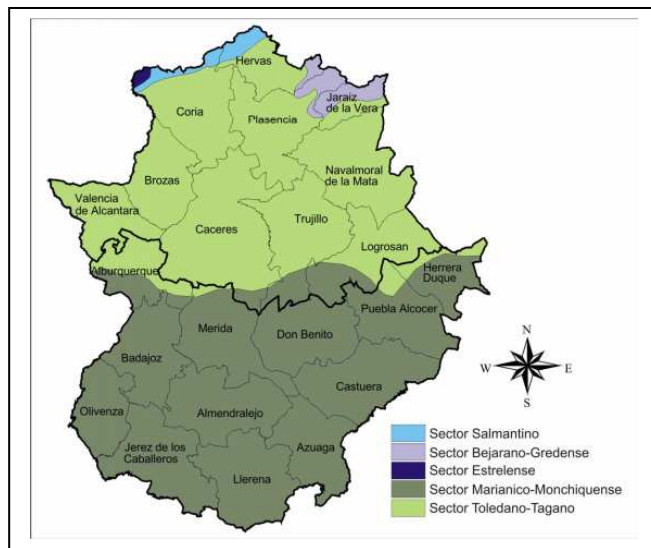 Hervas
Jaraiz
de la Vera
Coria
Plasencia
Navalmoral
de la Mata
Brozas
Valencia
de Alcantara
Caceres
Trujillo
Logrosan
Alburquerque
Herrera
Duque
Puebla Alcocer
Merida
Don Benito
Badajoz
Castuera
Olivenza
Almendralejo
Azuaga
Jerez de los
Caballeros
Llerena
N
W
E
S
Sector Salmantino
Sector Bejarano-Gredense
Sector Estrelense
Sector Marianico-Monchiquense
Sector Toledano-Tagano